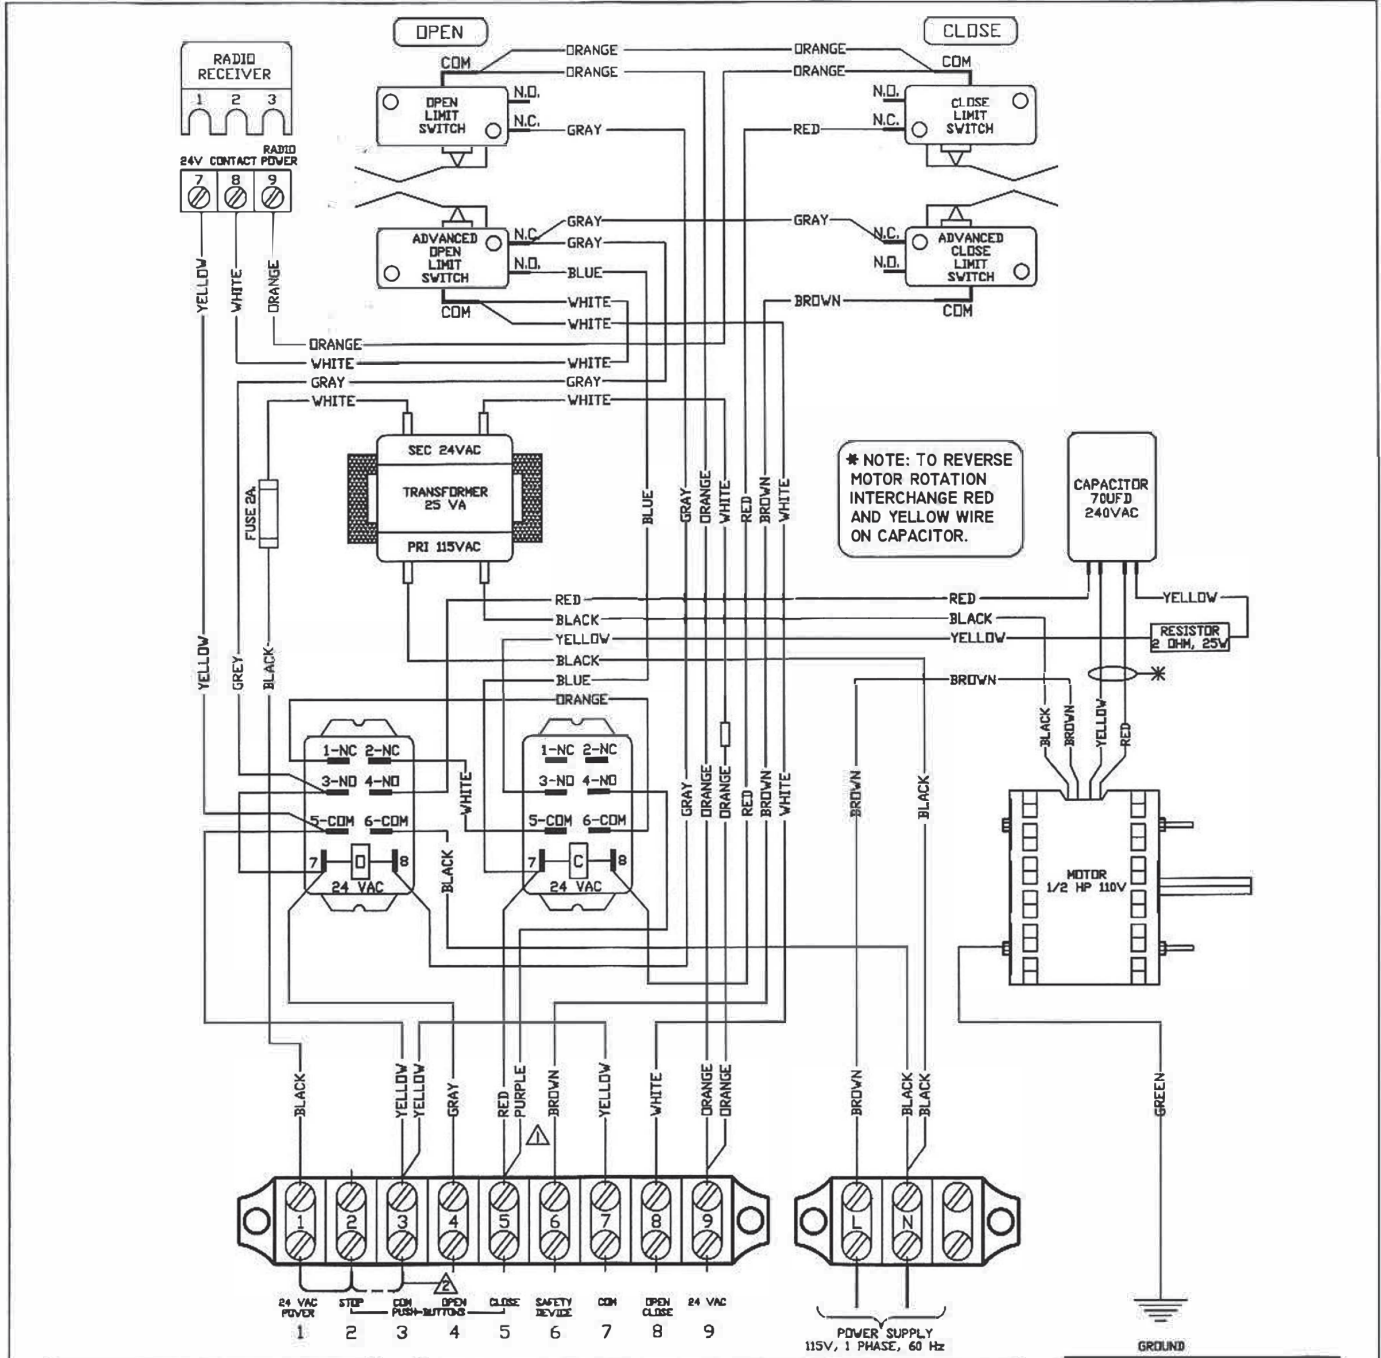 OPEN
CLOSE
RADIO
RECEIVER
1 2 3
RADIO
24V CONTACT POWER
7 8 9
COM
ORANGE
ORANGE
ORANGE
ORANGE
COM
OPEN
LIMIT
SWITCH
N.O.
N.C.
GRAY
RED
N.O.
N.C.
CLOSE
LIMIT
SWITCH
ADVANCED
OPEN
LIMIT
SWITCH
N.C.
N.O.
GRAY
GRAY
BLUE
WHITE
WHITE
COM
GRAY
N.C.
N.O.
BROWN
ADVANCED
CLOSE
LIMIT
SWITCH
COM
YELLOW
WHITE
ORANGE
ORANGE
WHITE
WHITE
GRAY
GRAY
WHITE
WHITE
SEC 24VAC
TRANSFORMER
25 VA
PRI 115VAC
FUSE 2A.
BLUE
GRAY
ORANGE
WHITE
RED
BROWN
WHITE
* NOTE: TO REVERSE
MOTOR ROTATION
INTERCHANGE RED
AND YELLOW WIRE
ON CAPACITOR.
CAPACITOR
70UFD
240VAC
RED
RED
YELLOW
BLACK
BLACK
YELLOW
YELLOW
RESISTOR
2 OHM, 25W
BLACK
BLUE
BROWN
*
ORANGE
YELLOW
GREY
BLACK
BLACK
BROWN
YELLOW
RED
1-NC 2-NC
3-NO 4-NO
5-COM 6-COM
7 O 8
24 VAC
WHITE
BLACK
1-NC 2-NC
3-NO 4-NO
5-COM 6-COM
7 C 8
24 VAC
GRAY
ORANGE
ORANGE
RED
BROWN
WHITE
BROWN
BLACK
MOTOR
1/2 HP 110V
BLACK
YELLOW
YELLOW
GRAY
RED
PURPLE
1
BROWN
YELLOW
WHITE
ORANGE
ORANGE
BROWN
BLACK
BLACK
GREEN
1 2 3 4 5 6 7 8 9
L N
2
24 VAC
POWER
STOP
COM
OPEN
CLOSE
PUSH-BUTTONS
SAFETY
DEVICE
COM
OPEN
CLOSE
24 VAC
1 2 3 4 5 6 7 8 9
POWER SUPPLY
115V, 1 PHASE, 60 Hz
GROUND